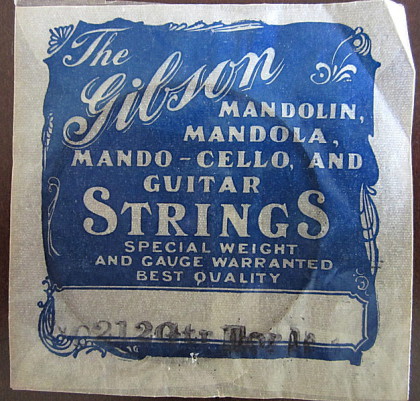 The
Gibson
MANDOLIN,
MANDOLA,
MANDO-CELLO, AND
GUITAR
STRINGS
SPECIAL WEIGHT
AND GAUGE WARRANTED
BEST QUALITY